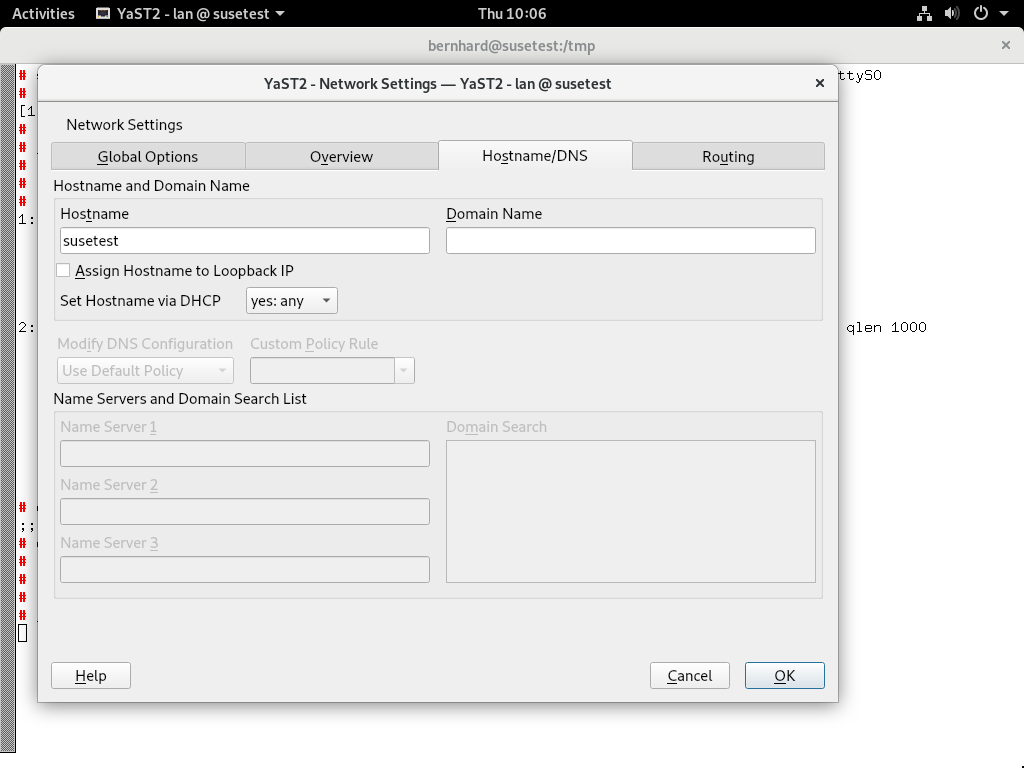 Activities YaST2 - lan @ susetest Thu 10:06
bernhard@susetest:/tmp ×
# ttyS0
YaST2 - Network Settings — YaST2 - lan @ susetest ×
#
[1
Network Settings
#
Global Options Overview Hostname/DNS Routing
#
#
Hostname and Domain Name
#
#
Hostname Domain Name
1:
susetest
Assign Hostname to Loopback IP
Set Hostname via DHCP yes: any
2: qlen 1000
Modify DNS Configuration Custom Policy Rule
Use Default Policy
Name Servers and Domain Search List
Name Server 1 Domain Search
Name Server 2
#
;;
Name Server 3
#
#
#
#
#
Help Cancel OK